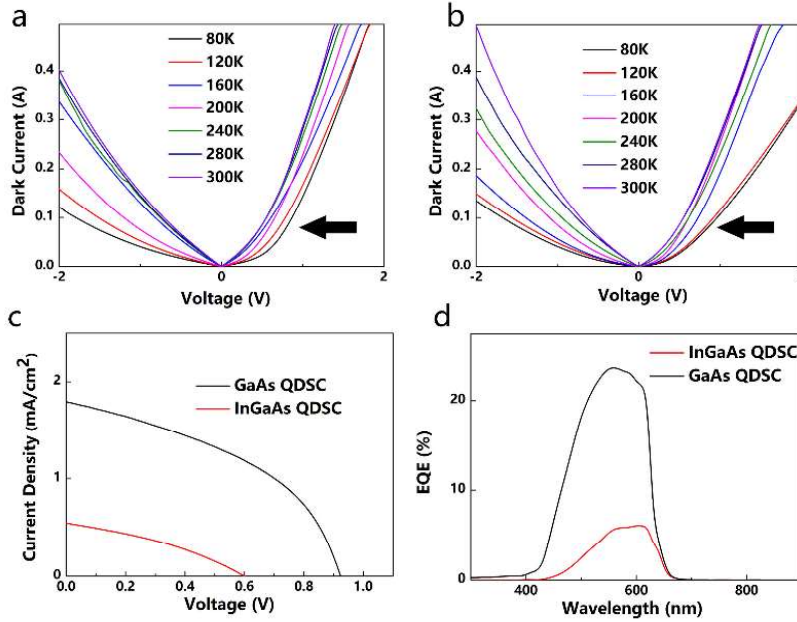 a
Dark Current (A)
0.4
0.3
0.2
0.1
0.0
80K
120K
160K
200K
240K
280K
300K
-2
0
2
Voltage (V)
b
Dark Current (A)
0.4
0.3
0.2
0.1
0.0
80K
120K
160K
200K
240K
280K
300K
-2
0
Voltage (V)
c
Current Density (mA/cm²)
2
1
0
GaAs QDSC
InGaAs QDSC
0.0
0.2
0.4
0.6
0.8
1.0
Voltage (V)
d
EQE (%)
20
10
0
InGaAs QDSC
GaAs QDSC
400
600
800
Wavelength (nm)